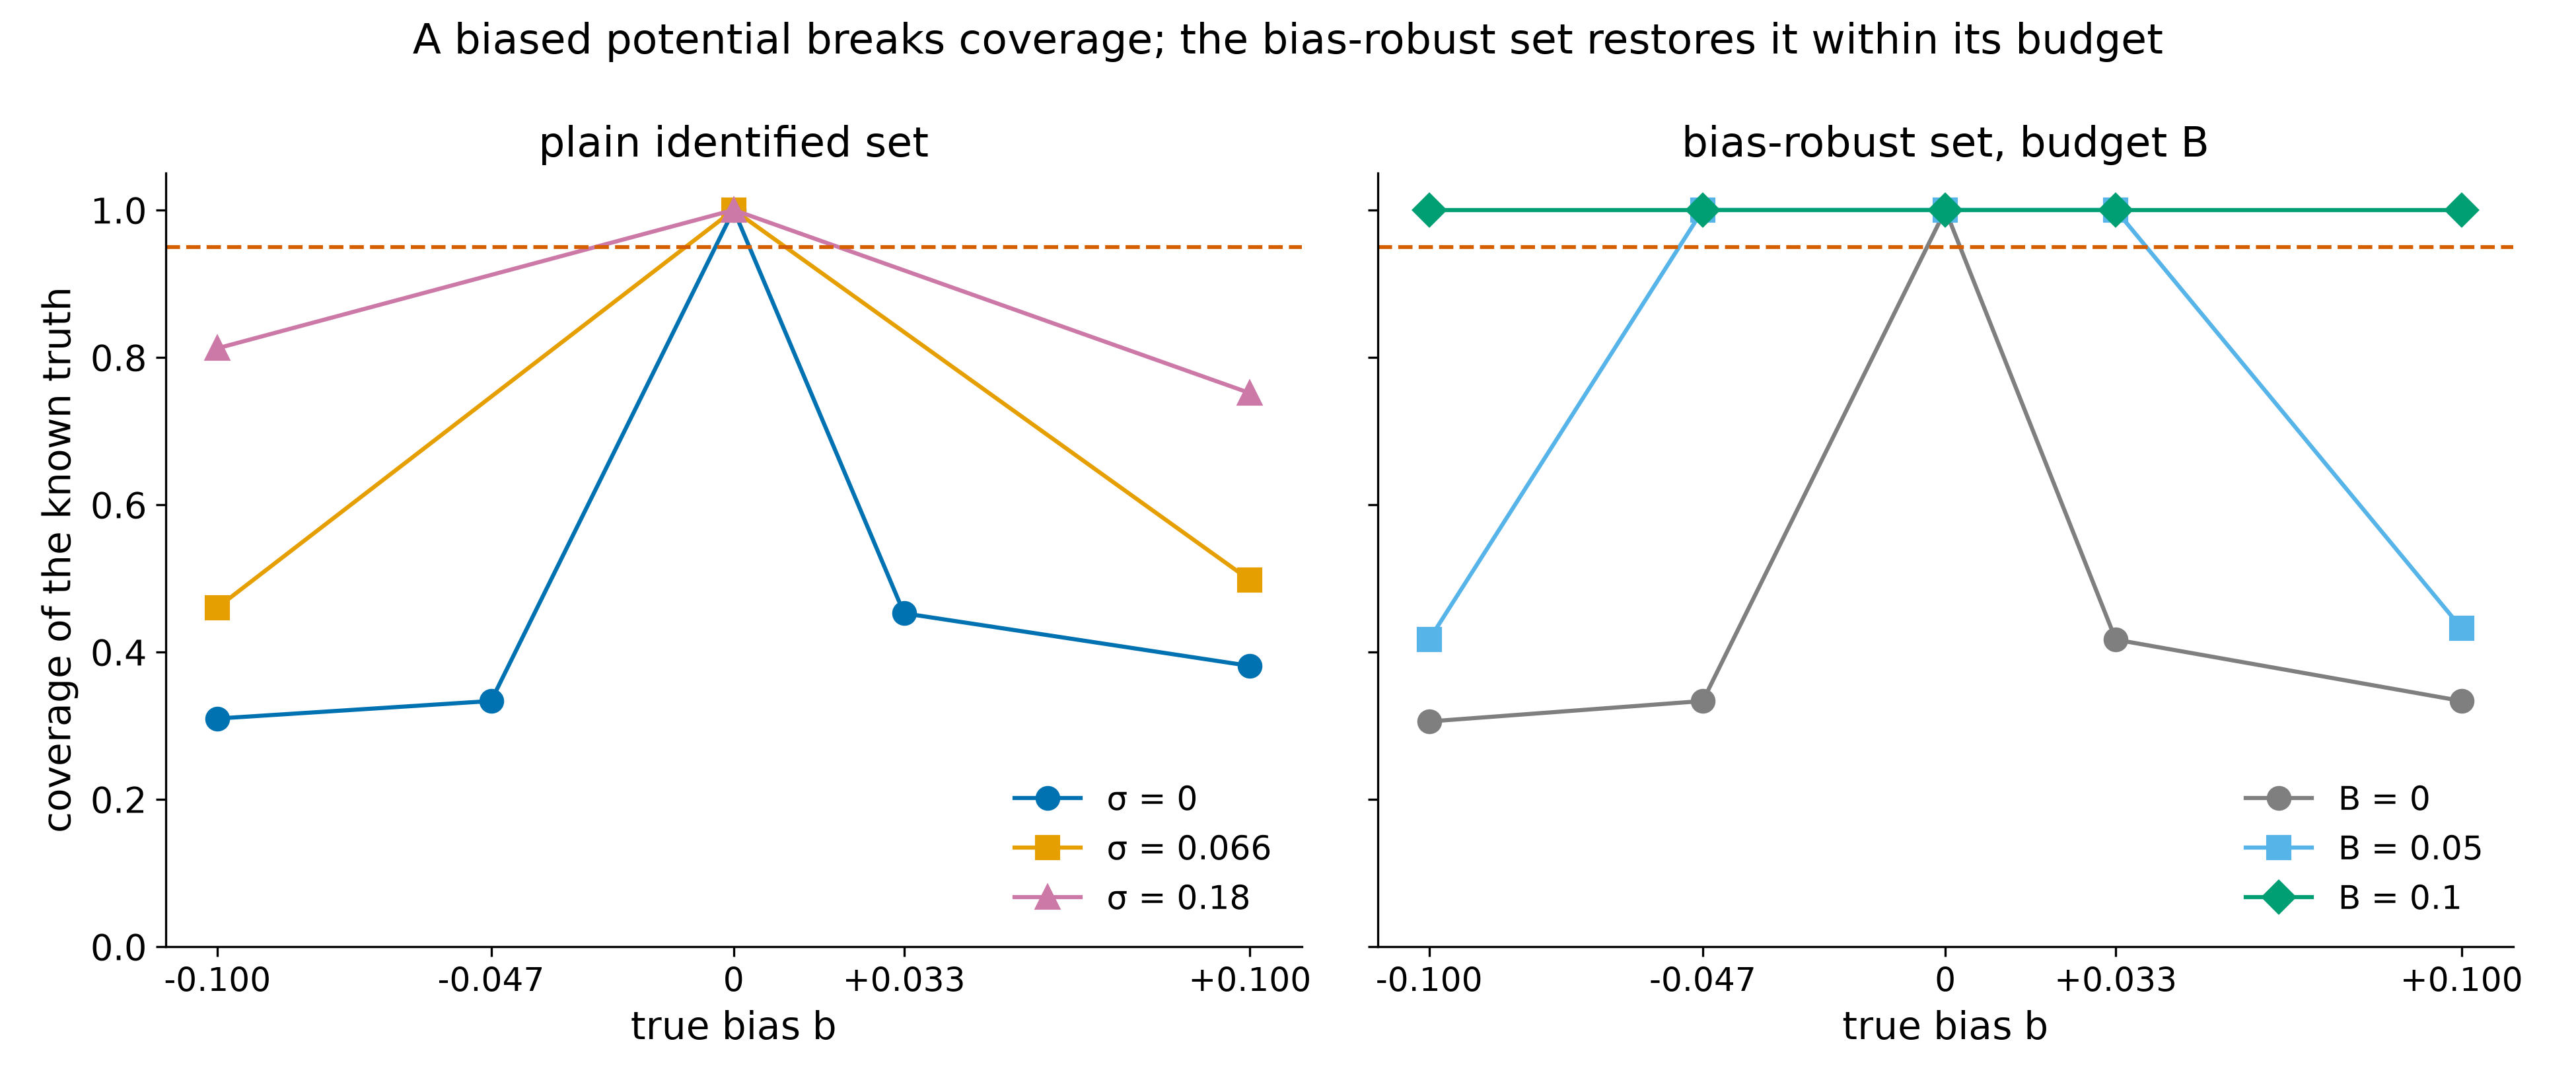 A biased potential breaks coverage; the bias-robust set restores it within its budget
plain identified set
coverage of the known truth
1.0
0.8
0.6
0.4
0.2
0.0
-0.100
-0.047
0
+0.033
+0.100
true bias b
σ = 0
σ = 0.066
σ = 0.18
bias-robust set, budget B
-0.100
-0.047
0
+0.033
+0.100
true bias b
B = 0
B = 0.05
B = 0.1